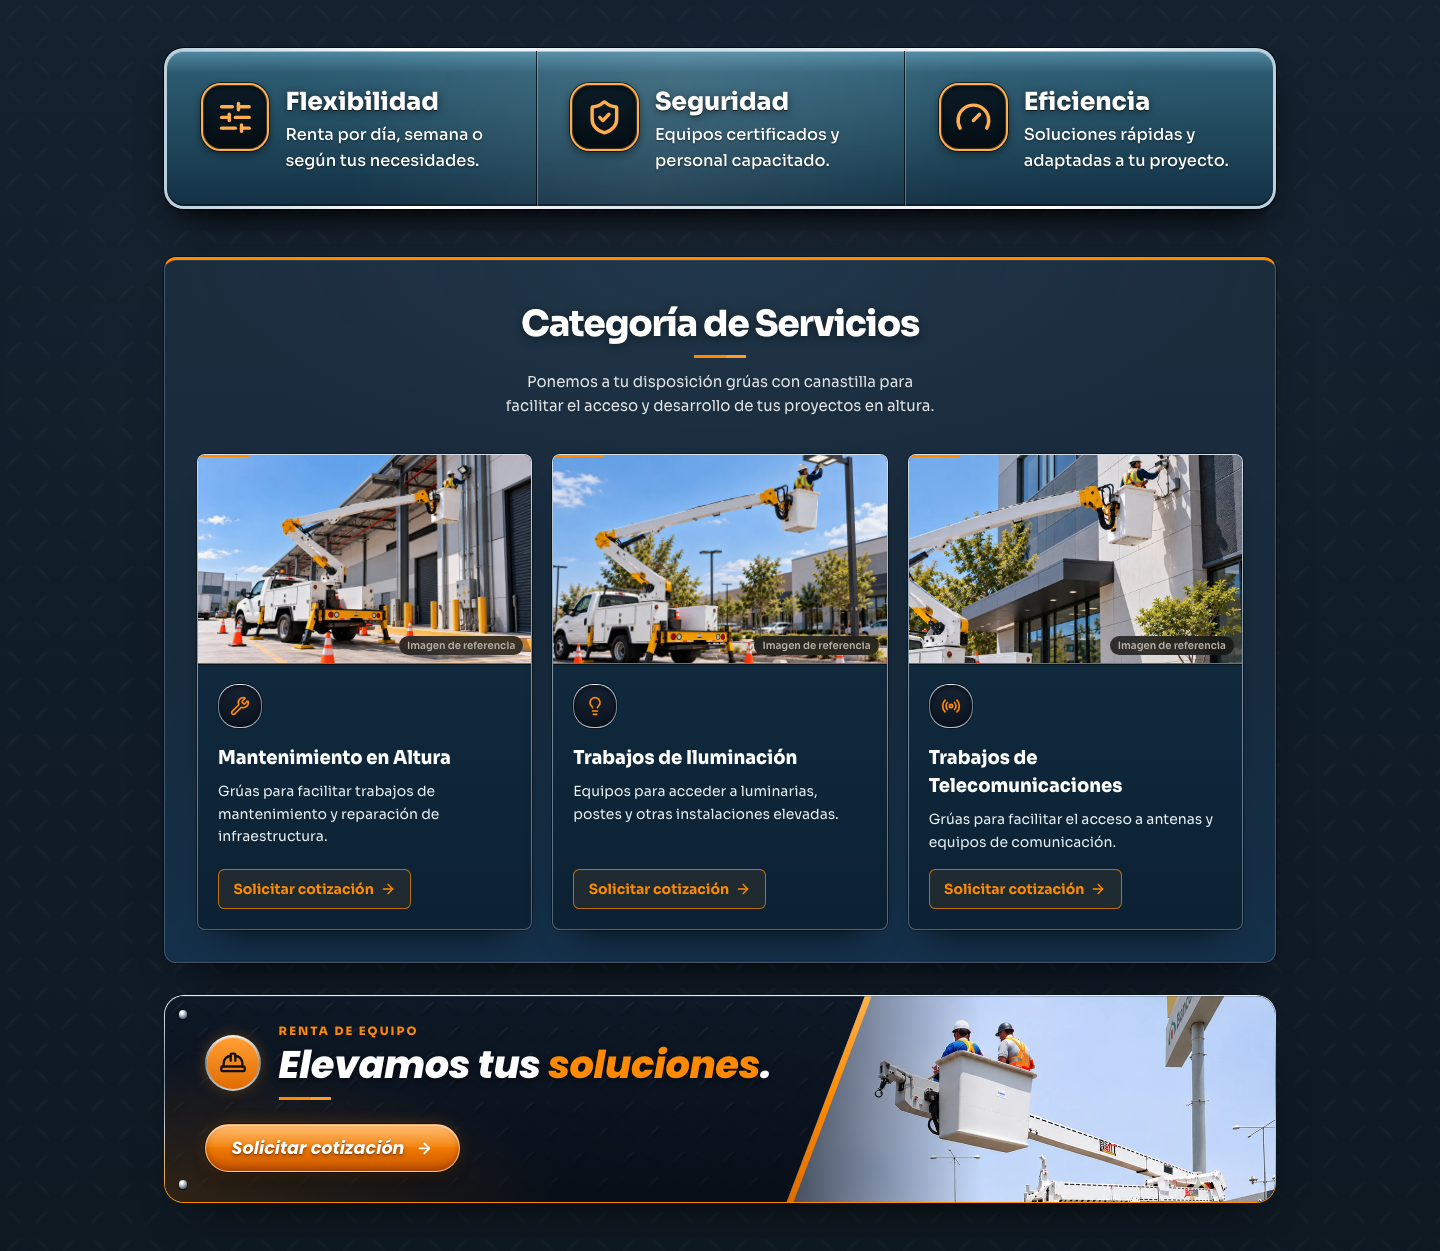 Flexibilidad
Renta por día, semana o
según tus necesidades.
Seguridad
Equipos certificados y
personal capacitado.
Eficiencia
Soluciones rápidas y
adaptadas a tu proyecto.
Categoría de Servicios
Ponemos a tu disposición grúas con canastilla para
facilitar el acceso y desarrollo de tus proyectos en altura.
Imagen de referencia
Imagen de referencia
Imagen de referencia
Mantenimiento en Altura
Grúas para facilitar trabajos de
mantenimiento y reparación de
infraestructura.
Solicitar cotización
Trabajos de Iluminación
Equipos para acceder a luminarias,
postes y otras instalaciones elevadas.
Solicitar cotización
Trabajos de
Telecomunicaciones
Grúas para facilitar el acceso a antenas y
equipos de comunicación.
Solicitar cotización
RENTA DE EQUIPO
Elevamos tus soluciones.
Solicitar cotización